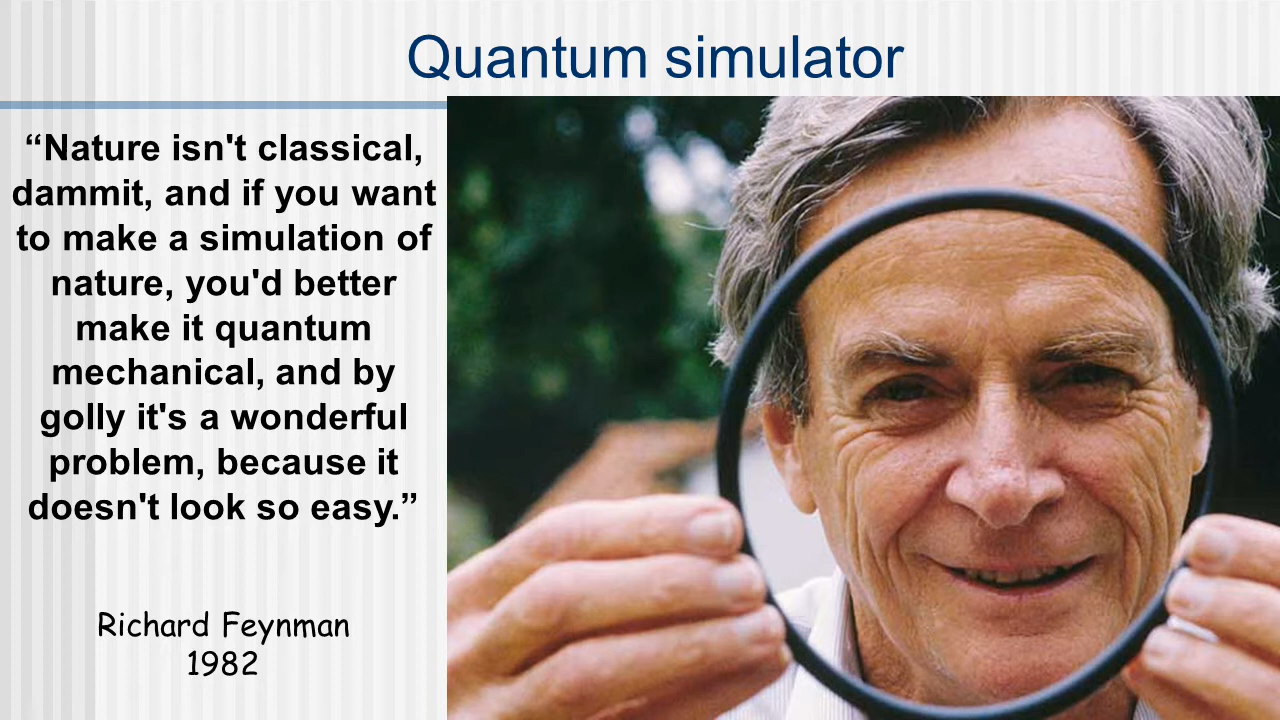 Quantum simulator
“Nature isn't classical,
dammit, and if you want
to make a simulation of
nature, you'd better
make it quantum
mechanical, and by
golly it's a wonderful
problem, because it
doesn't look so easy.”
Richard Feynman
1982